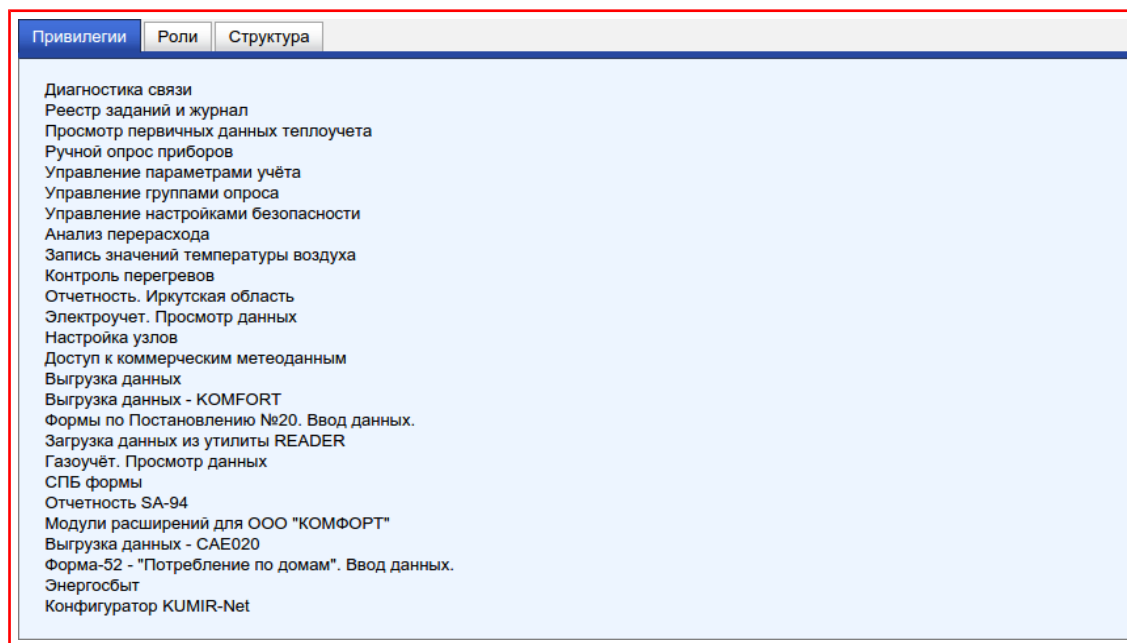 Привилегии Роли Структура
Диагностика связи
Реестр заданий и журнал
Просмотр первичных данных теплоучета
Ручной опрос приборов
Управление параметрами учёта
Управление группами опроса
Управление настройками безопасности
Анализ перерасхода
Запись значений температуры воздуха
Контроль перегревов
Отчетность. Иркутская область
Электроучет. Просмотр данных
Настройка узлов
Доступ к коммерческим метеоданным
Выгрузка данных
Выгрузка данных - KOMFORT
Формы по Постановлению №20. Ввод данных.
Загрузка данных из утилиты READER
Газоучёт. Просмотр данных
СПБ формы
Отчетность SA-94
Модули расширений для ООО "КОМФОРТ"
Выгрузка данных - CAE020
Форма-52 - "Потребление по домам". Ввод данных.
Энергосбыт
Конфигуратор KUMIR-Net